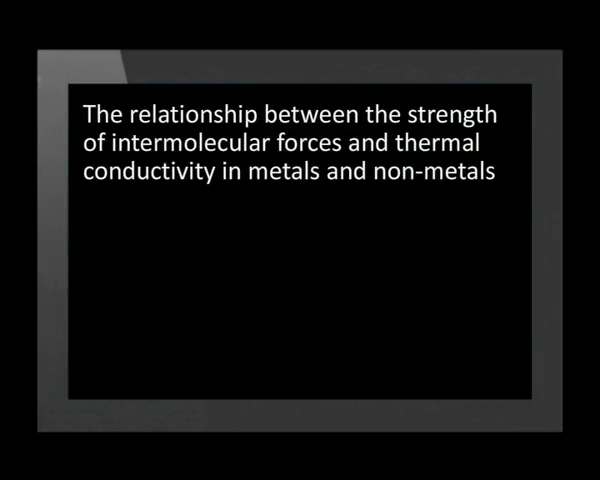 The relationship between the strength
of intermolecular forces and thermal
conductivity in metals and non-metals